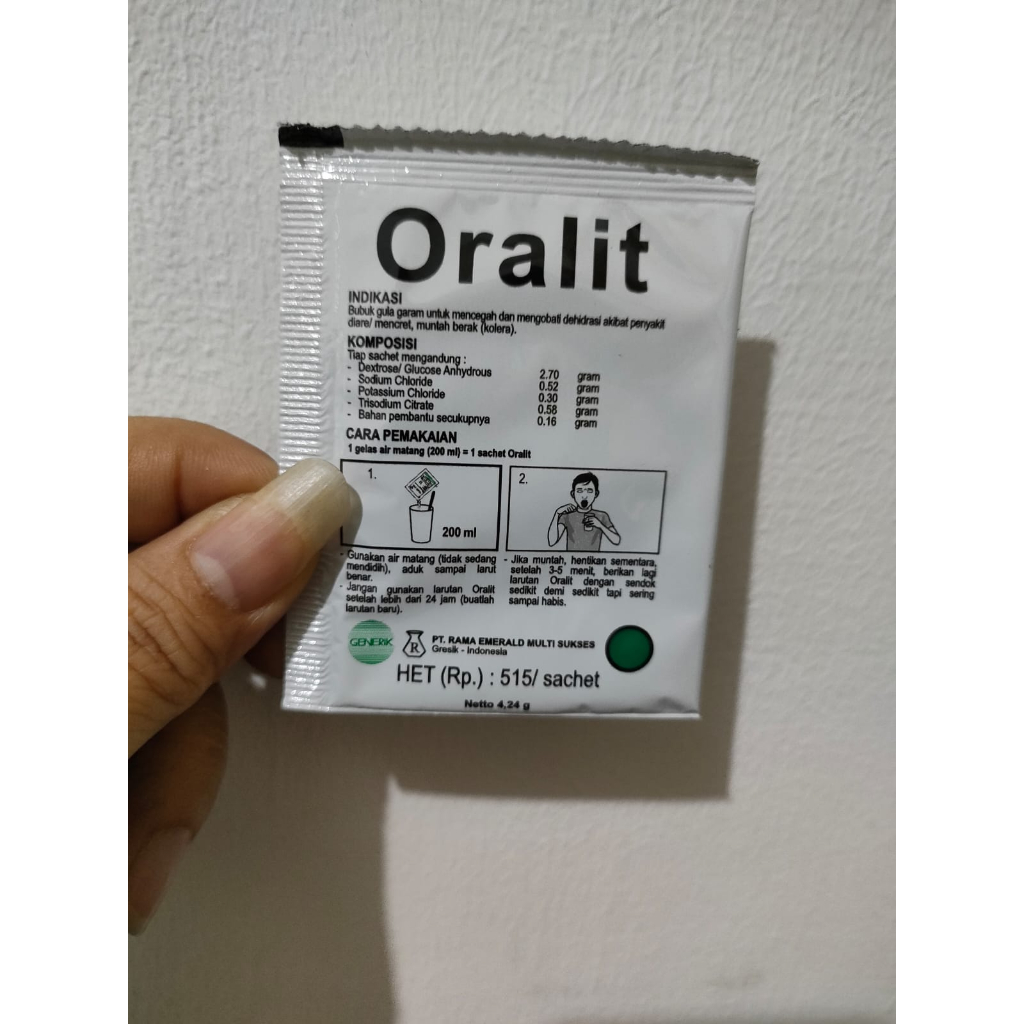 Oralit
INDIKASI
Bubuk gula garam untuk mencegah dan mengobati dehidrasi akibat penyakit
diare/ mencret, muntah berak (kolera).
KOMPOSISI
Tiap sachet mengandung :
- Dextrose/ Glucose Anhydrous 2.70 gram
- Sodium Chloride 0.52 gram
- Potassium Chloride 0.30 gram
- Trisodium Citrate 0.58 gram
- Bahan pembantu secukupnya 0.16 gram
CARA PEMAKAIAN
1 gelas air matang (200 ml) = 1 sachet Oralit
1.
200 ml
2.
- Gunakan air matang (tidak sedang
mendidih), aduk sampai larut
benar.
- Jangan gunakan larutan Oralit
setelah lebih dari 24 jam (buatlah
larutan baru).
- Jika muntah, hentikan sementara,
setelah 3-5 menit, berikan lagi
larutan Oralit dengan sendok
sedikit demi sedikit tapi sering
sampai habis.
GENERIK
R
PT. RAMA EMERALD MULTI SUKSES
Gresik - Indonesia
HET (Rp.) : 515/ sachet
Netto 4,24 g